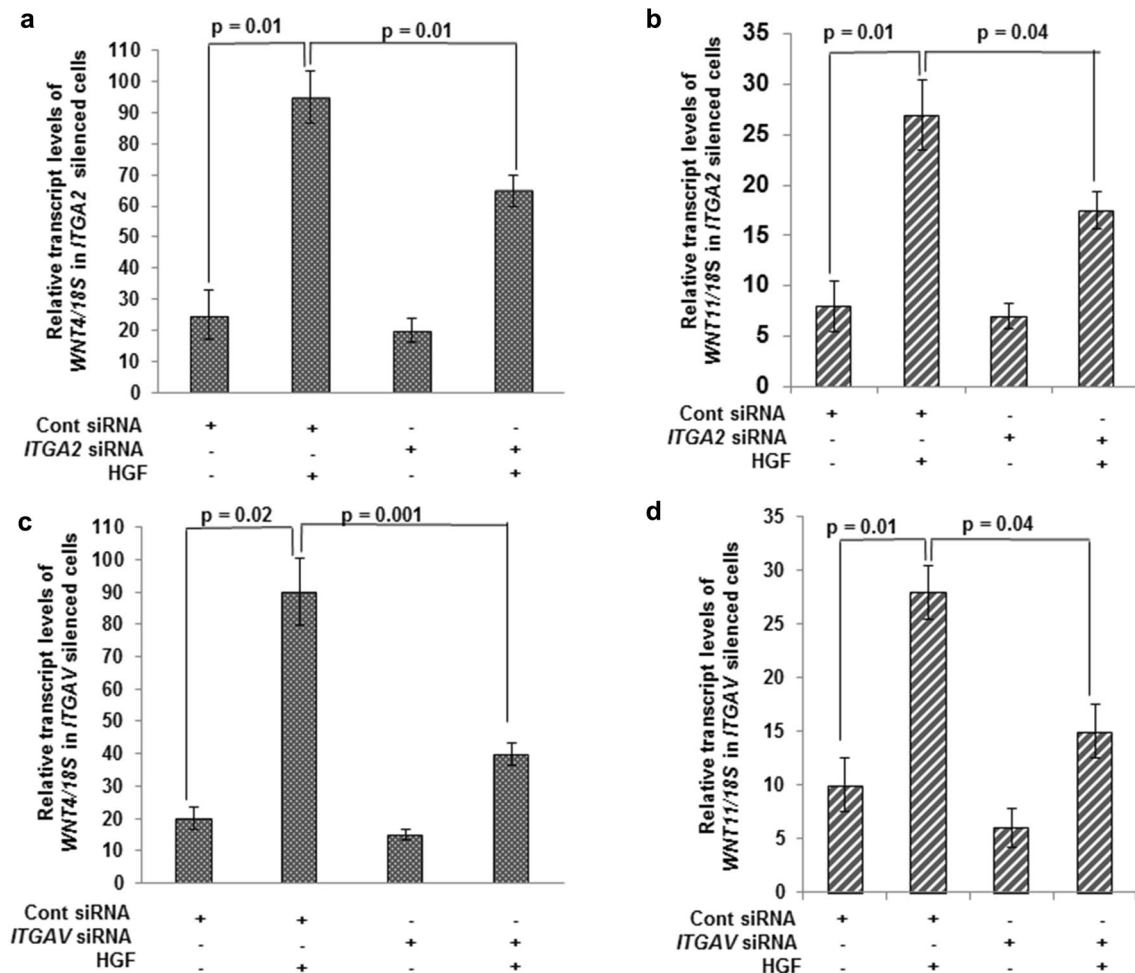 a
p = 0.01
p = 0.01
Relative transcript levels of
WNT4/18S in ITGA2 silenced cells
110
100
90
80
70
60
50
40
30
20
10
0
Cont siRNA + + - -
ITGA2 siRNA - - + +
HGF - + - +
b
p = 0.01
p = 0.04
Relative transcript levels of
WNT11/18S in ITGA2 silenced cells
35
30
25
20
15
10
5
0
Cont siRNA + + - -
ITGA2 siRNA - - + +
HGF - + - +
c
p = 0.02
p = 0.001
Relative transcript levels of
WNT4/18S in ITGAV silenced cells
110
100
90
80
70
60
50
40
30
20
10
0
Cont siRNA + + - -
ITGAV siRNA - - + +
HGF - + - +
d
p = 0.01
p = 0.04
Relative transcript levels of
WNT11/18S in ITGAV silenced cells
35
30
25
20
15
10
5
0
Cont siRNA + + - -
ITGAV siRNA - - + +
HGF - + - +